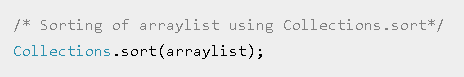 /* Sorting of arraylist using Collections.sort*/
Collections.sort(arraylist);